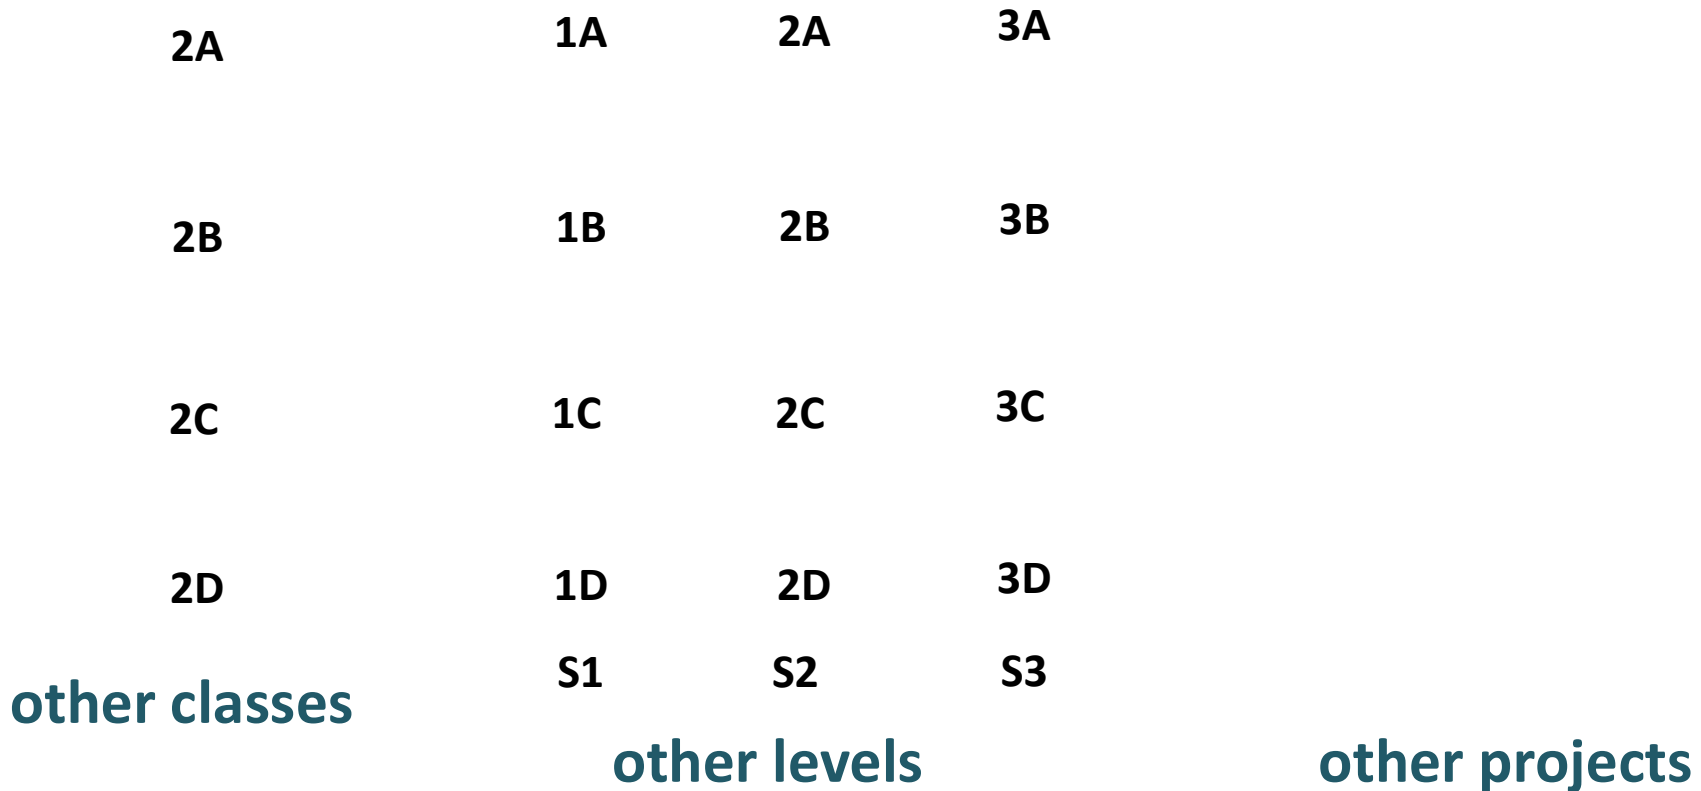 2A
2B
2C
2D
other classes
1A 2A 3A
1B 2B 3B
1C 2C 3C
1D 2D 3D
S1 S2 S3
other levels
other projects